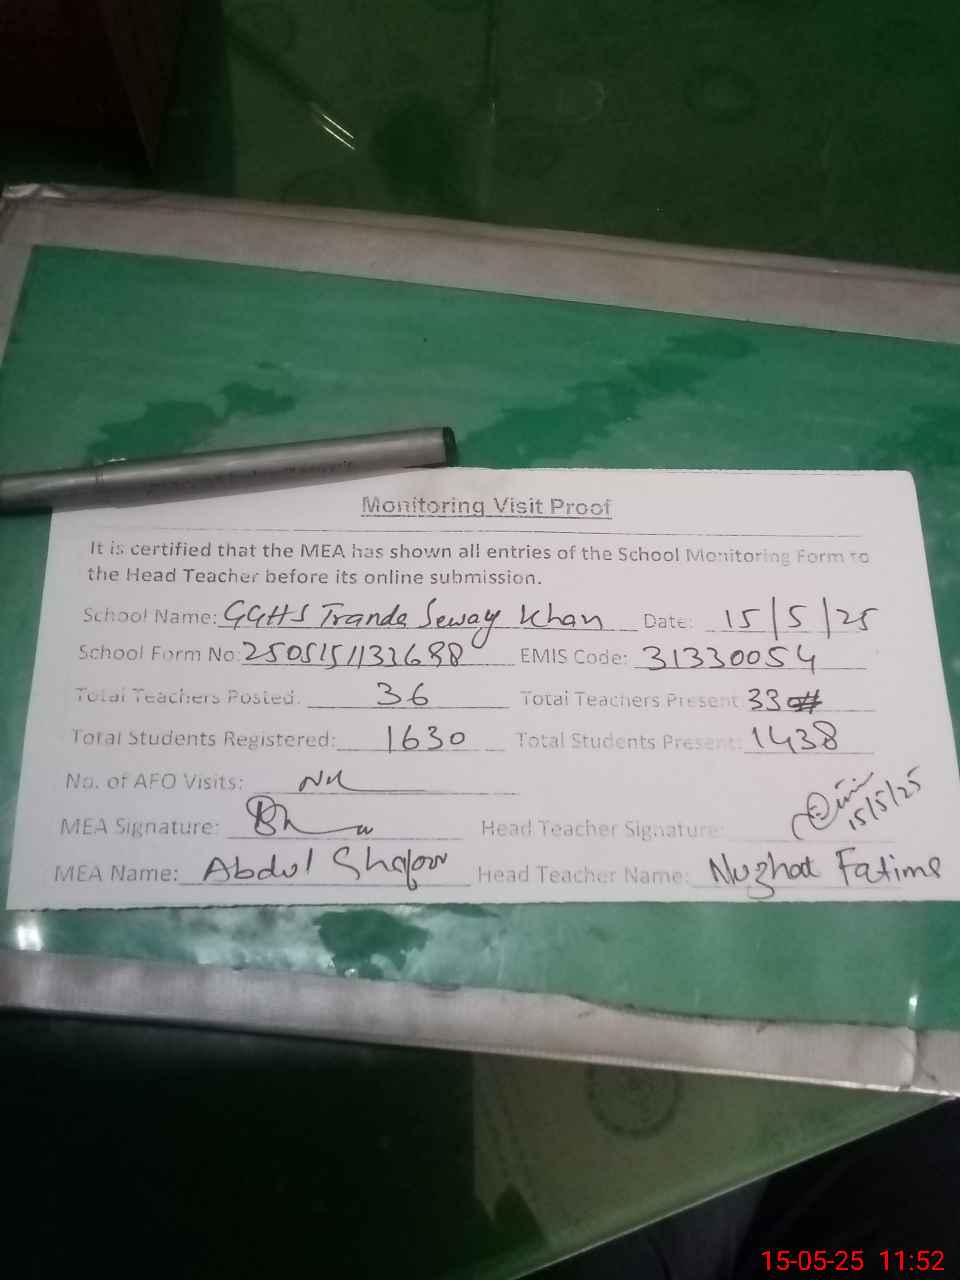 Monitoring Visit Proof
It is certified that the MEA has shown all entries of the School Monitoring Form to
the Head Teacher before its online submission.
School Name: GGHS Tranda Seway Khan Date: 15/5/25
School Form No: EMIS Code: 31330054
Total Teachers Posted: 36 Total Teachers Present: 33
Total Students Registered: 1630 Total Students Present: 1438
No. of AFO Visits: Nil
MEA Signature: Head Teacher Signature: 15/5/25
MEA Name: Abdul Head Teacher Name: Nuzhat Fatima
15-05-25 11:52